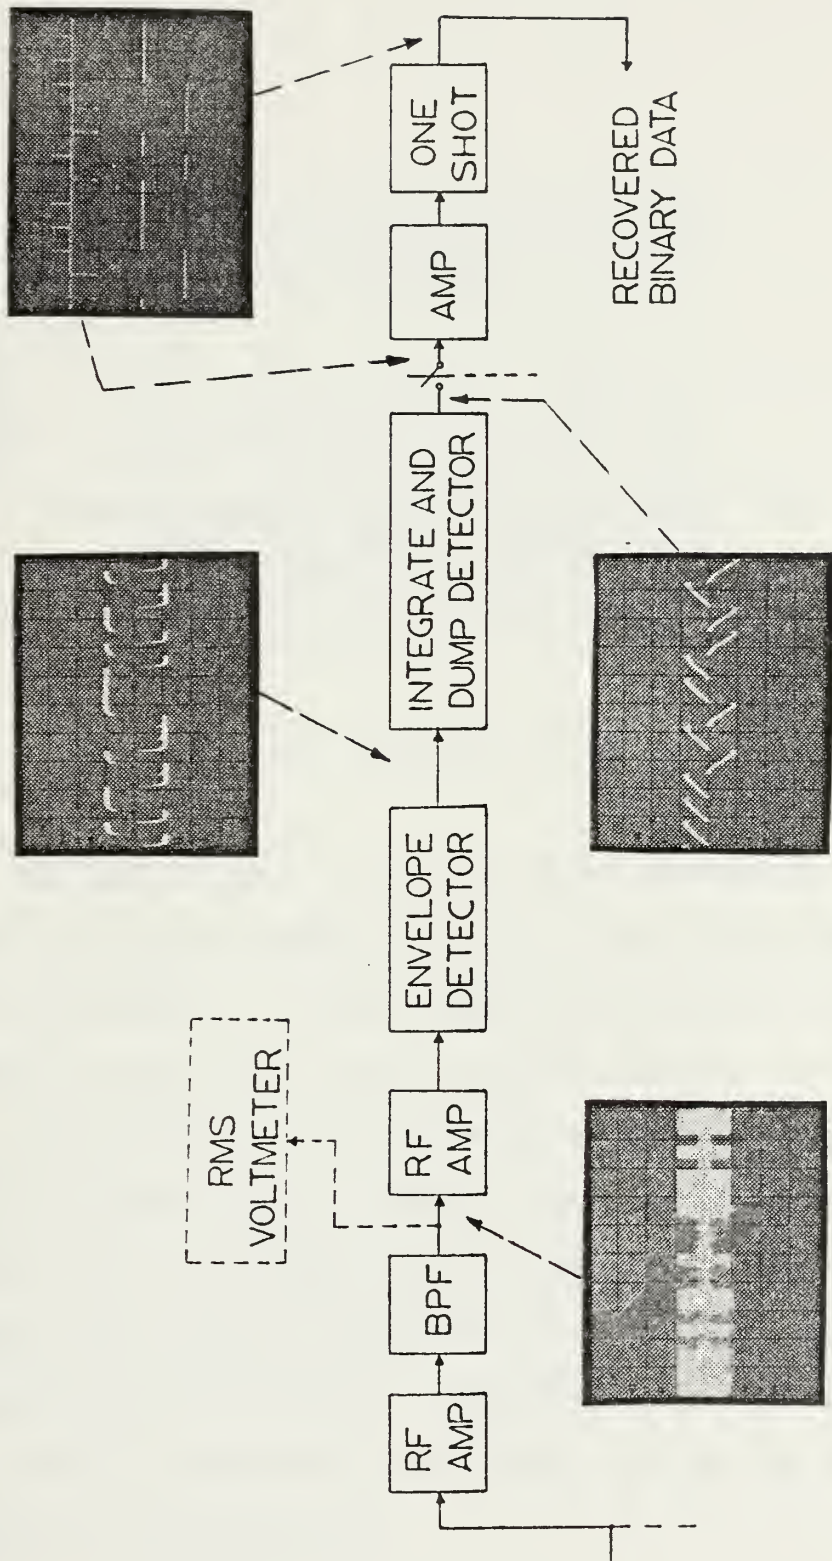 RF
AMP
BPF
RMS
VOLTMETER
RF
AMP
ENVELOPE
DETECTOR
INTEGRATE AND
DUMP DETECTOR
AMP
ONE
SHOT
RECOVERED
BINARY DATA